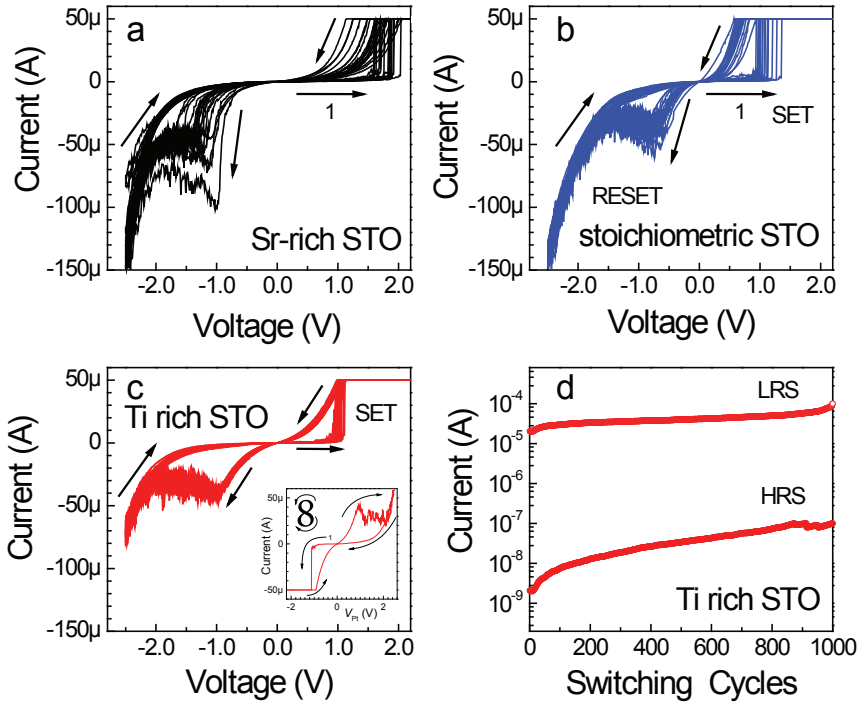 a
50µ
0
-50µ
-100µ
-150µ
Current (A)
1
Sr-rich STO
-2.0 -1.0 0.0 1.0 2.0
Voltage (V)
b
50µ
0
-50µ
-100µ
-150µ
Current (A)
1
SET
RESET
stoichiometric STO
-2.0 -1.0 0.0 1.0 2.0
Voltage (V)
c
50µ
0
-50µ
-100µ
-150µ
Current (A)
Ti rich STO
SET
50µ
0
-50µ
Current (A)
8
1
-2 0 2
V_Pt (V)
-2.0 -1.0 0.0 1.0 2.0
Voltage (V)
d
10^-4
10^-5
10^-6
10^-7
10^-8
10^-9
Current (A)
LRS
HRS
Ti rich STO
0 200 400 600 800 1000
Switching Cycles